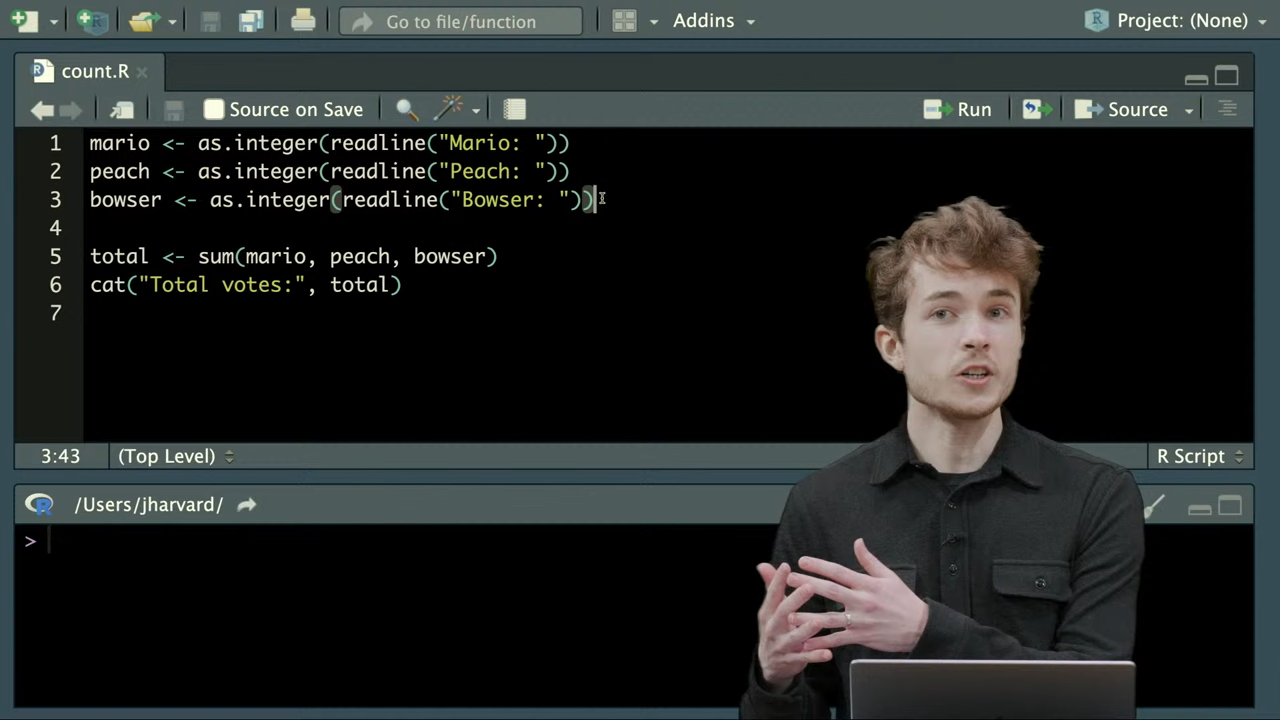 Go to file/function
Addins
Project: (None)
count.R
Source on Save
Run
Source
1 mario <- as.integer(readline("Mario: "))
2 peach <- as.integer(readline("Peach: "))
3 bowser <- as.integer(readline("Bowser: "))
4
5 total <- sum(mario, peach, bowser)
6 cat("Total votes:", total)
7
3:43 (Top Level) R Script
/Users/jharvard/
>